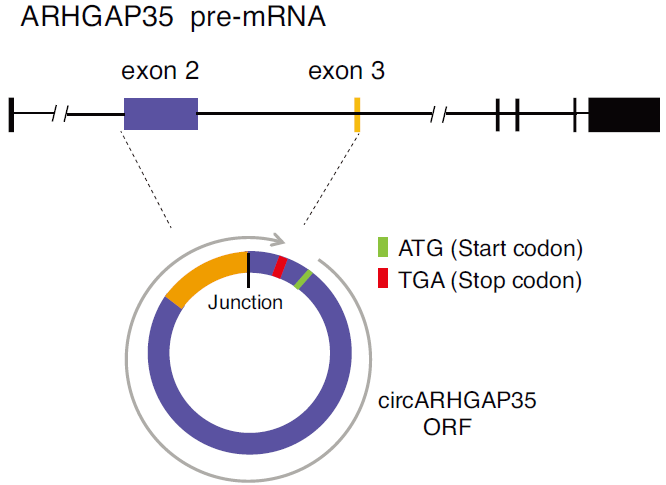 ARHGAP35 pre-mRNA
exon 2
exon 3
ATG (Start codon)
TGA (Stop codon)
Junction
circARHGAP35
ORF